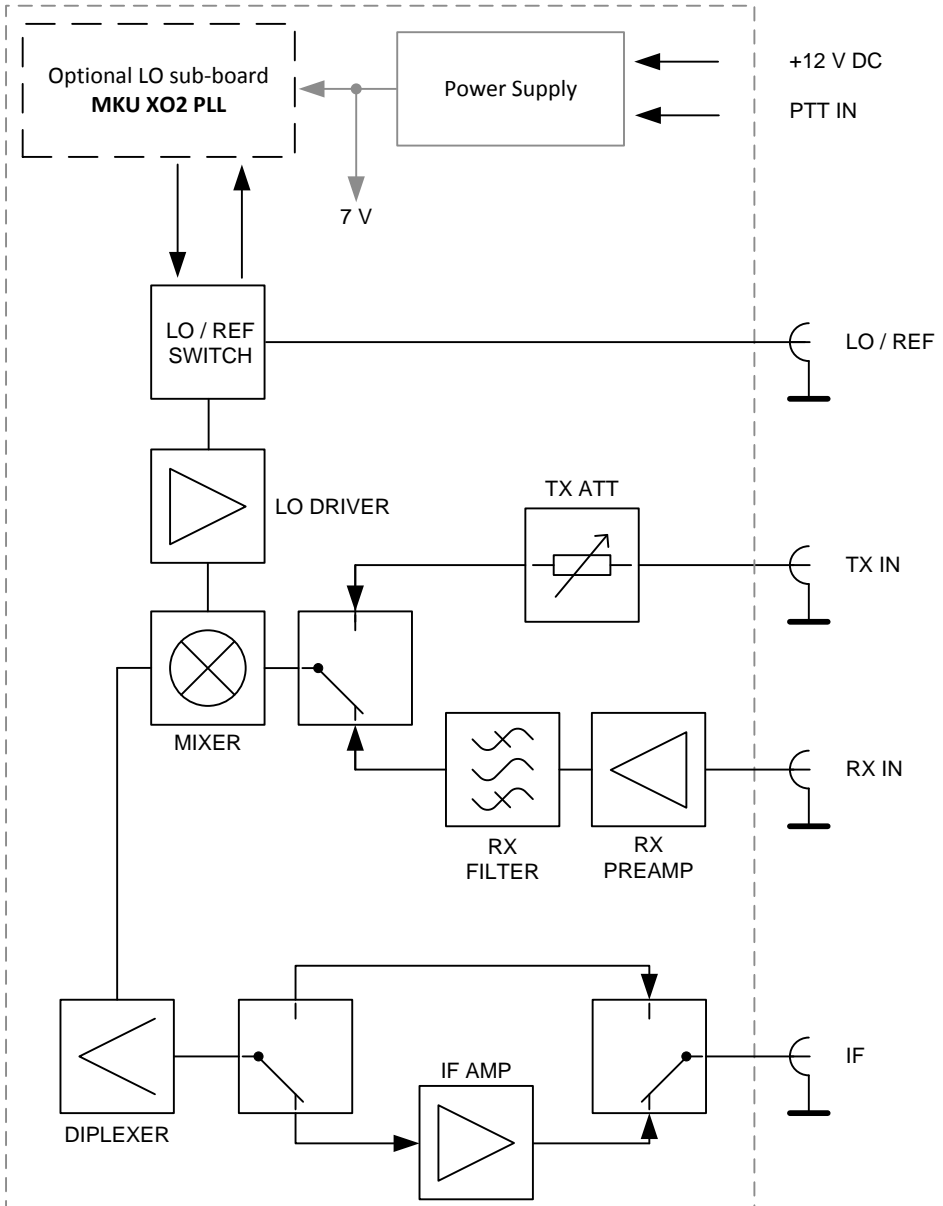 Optional LO sub-board
MKU XO2 PLL
Power Supply
+12 V DC
PTT IN
7 V
LO / REF
SWITCH
LO / REF
LO DRIVER
TX ATT
TX IN
MIXER
RX IN
RX
FILTER
RX
PREAMP
IF AMP
IF
DIPLEXER